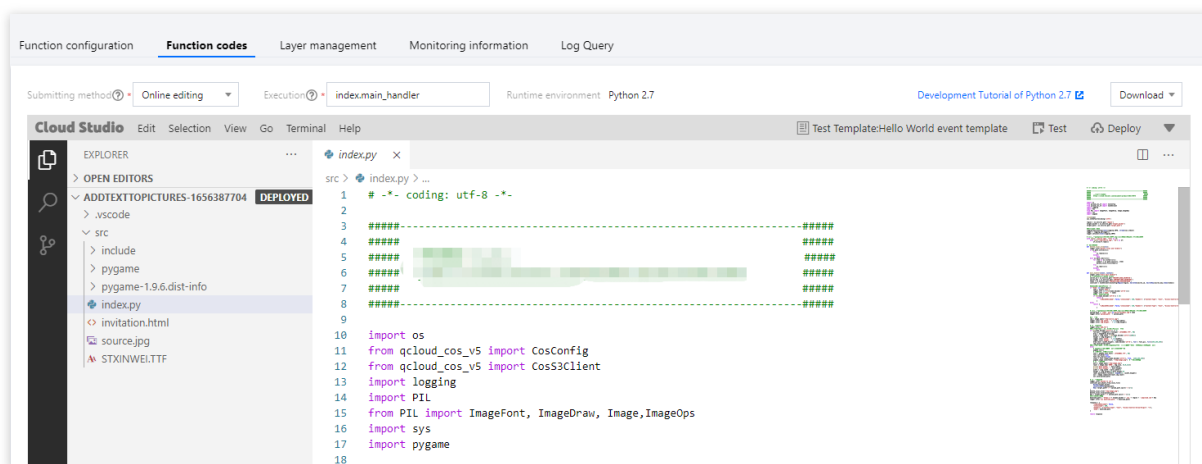 Function configuration Function codes Layer management Monitoring information Log Query
Submitting method * Online editing Execution * index.main_handler Runtime environment Python 2.7 Development Tutorial of Python 2.7 Download
Cloud Studio Edit Selection View Go Terminal Help Test Template:Hello World event template Test Deploy
EXPLORER ... index.py ×
OPEN EDITORS src > index.py > ...
ADDTEXTTOPICTURES-1656387704 DEPLOYED
.vscode
src
include
pygame
pygame-1.9.6.dist-info
index.py
invitation.html
source.jpg
STXINWEI.TTF
1 # -*- coding: utf-8 -*-
2
3 #####----------------------------------------------------------------#####
4 ##### #####
5 ##### #####
6 ##### #####
7 ##### #####
8 #####----------------------------------------------------------------#####
9
10 import os
11 from qcloud_cos_v5 import CosConfig
12 from qcloud_cos_v5 import CosS3Client
13 import logging
14 import PIL
15 from PIL import ImageFont, ImageDraw, Image,ImageOps
16 import sys
17 import pygame
18